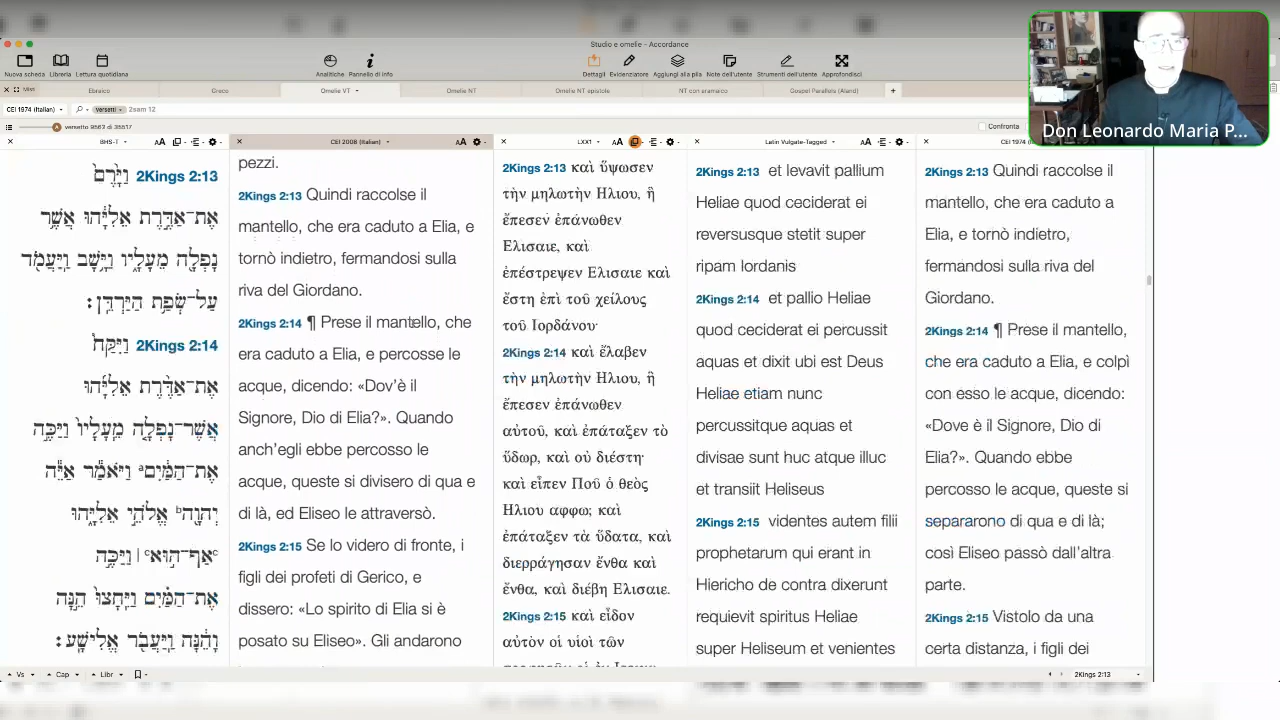 Studio e omelie - Accordance
Nuova scheda
Libreria
Lettura quotidiana
Analitiche
Pannello di info
Dettagli
Evidenziatore
Aggiungi alla pila
Note dell'utente
Strumenti dell'utente
Approfondisci
Ebraico
Greco
Omelie VT
Omelie NT
Omelie NT epistole
NT con aramaico
Gospel Parallels (Aland)
CEI 1974 (Italian)
versetti
2sam 12
versetto 9563 di 35517
Confronta
BHS-T
CEI 2008 (Italian)
LXX1
Latin Vulgate-Tagged
CEI 1974
Don Leonardo Maria P...
2Kings 2:13 וַיָּ֙רֶם֙
אֶת־אַדֶּ֣רֶת אֵלִיָּ֔הוּ אֲשֶׁ֥ר
נָפְלָ֖ה מֵעָלָ֑יו וַיָּ֥שָׁב וַֽיַּעֲמֹ֖ד
עַל־שְׂפַ֥ת הַיַּרְדֵּֽן׃
2Kings 2:14 וַיִּקַּח֩
אֶת־אַדֶּ֨רֶת אֵלִיָּ֜הוּ
אֲשֶׁר־נָפְלָ֣ה מֵעָלָיו֮ וַיַּכֶּ֣ה
אֶת־הַמַּיִם֒ᵃ וַיֹּאמַ֕ר אַיֵּ֕ה
יְהוָ֖הᵇ אֱלֹהֵ֣י אֵלִיָּ֑הוּ
ᶜאַף־ה֣וּאᶜ ׀ וַיַּכֶּ֣ה
אֶת־הַמַּ֗יִם וַיֵּֽחָצוּ֙ הֵ֣נָּה
וָהֵ֔נָּה וַֽיַּעֲבֹ֖ר אֱלִישָֽׁע׃
pezzi.
2Kings 2:13 Quindi raccolse il
mantello, che era caduto a Elia, e
tornò indietro, fermandosi sulla
riva del Giordano.
2Kings 2:14 ¶ Prese il mantello, che
era caduto a Elia, e percosse le
acque, dicendo: «Dov’è il
Signore, Dio di Elia?». Quando
anch’egli ebbe percosso le
acque, queste si divisero di qua e
di là, ed Eliseo le attraversò.
2Kings 2:15 Se lo videro di fronte, i
figli dei profeti di Gerico, e
dissero: «Lo spirito di Elia si è
posato su Eliseo». Gli andarono
2Kings 2:13 καὶ ὕψωσεν
τὴν μηλωτὴν Ηλιου, ἣ
ἔπεσεν ἐπάνωθεν
Ελισαιε, καὶ
ἐπέστρεψεν Ελισαιε καὶ
ἔστη ἐπὶ τοῦ χείλους
τοῦ Ιορδάνου·
2Kings 2:14 καὶ ἔλαβεν
τὴν μηλωτὴν Ηλιου, ἣ
ἔπεσεν ἐπάνωθεν
αὐτοῦ, καὶ ἐπάταξεν τὸ
ὕδωρ, καὶ οὐ διέστη·
καὶ εἶπεν Ποῦ ὁ θεὸς
Ηλιου αφφω; καὶ
ἐπάταξεν τὰ ὕδατα, καὶ
διερράγησαν ἔνθα καὶ
ἔνθα, καὶ διέβη Ελισαιε.
2Kings 2:15 καὶ εἶδον
αὐτὸν οἱ υἱοὶ τῶν
2Kings 2:13 et levavit pallium
Heliae quod ceciderat ei
reversusque stetit super
ripam Iordanis
2Kings 2:14 et pallio Heliae
quod ceciderat ei percussit
aquas et dixit ubi est Deus
Heliae etiam nunc
percussitque aquas et
divisae sunt huc atque illuc
et transiit Heliseus
2Kings 2:15 videntes autem filii
prophetarum qui erant in
Hiericho de contra dixerunt
requievit spiritus Heliae
super Heliseum et venientes
2Kings 2:13 Quindi raccolse il
mantello, che era caduto a
Elia, e tornò indietro,
fermandosi sulla riva del
Giordano.
2Kings 2:14 ¶ Prese il mantello,
che era caduto a Elia, e colpì
con esso le acque, dicendo:
«Dove è il Signore, Dio di
Elia?». Quando ebbe
percosso le acque, queste si
separarono di qua e di là;
così Eliseo passò dall’altra
parte.
2Kings 2:15 Vistolo da una
certa distanza, i figli dei
Vs
Cap
Libr
2Kings 2:13